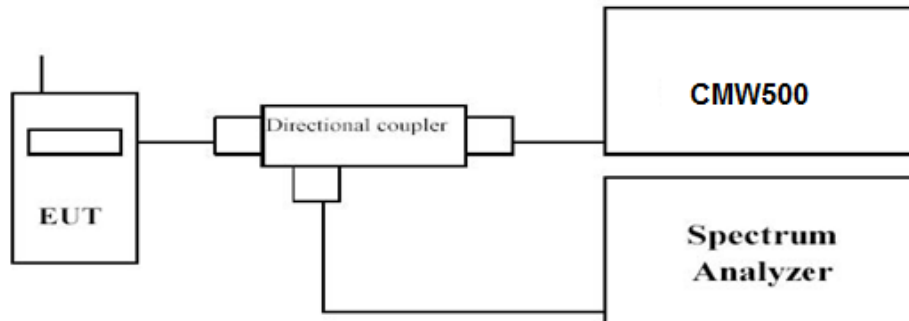 CMW500
Directional coupler
EUT
Spectrum
Analyzer